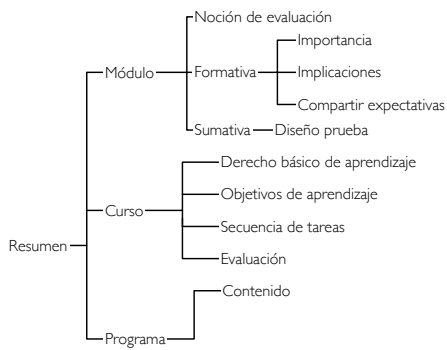 Noción de evaluación
Importancia
Módulo
Formativa
Implicaciones
Compartir expectativas
Sumativa
Diseño prueba
Derecho básico de aprendizaje
Objetivos de aprendizaje
Curso
Secuencia de tareas
Resumen
Evaluación
Contenido
Programa